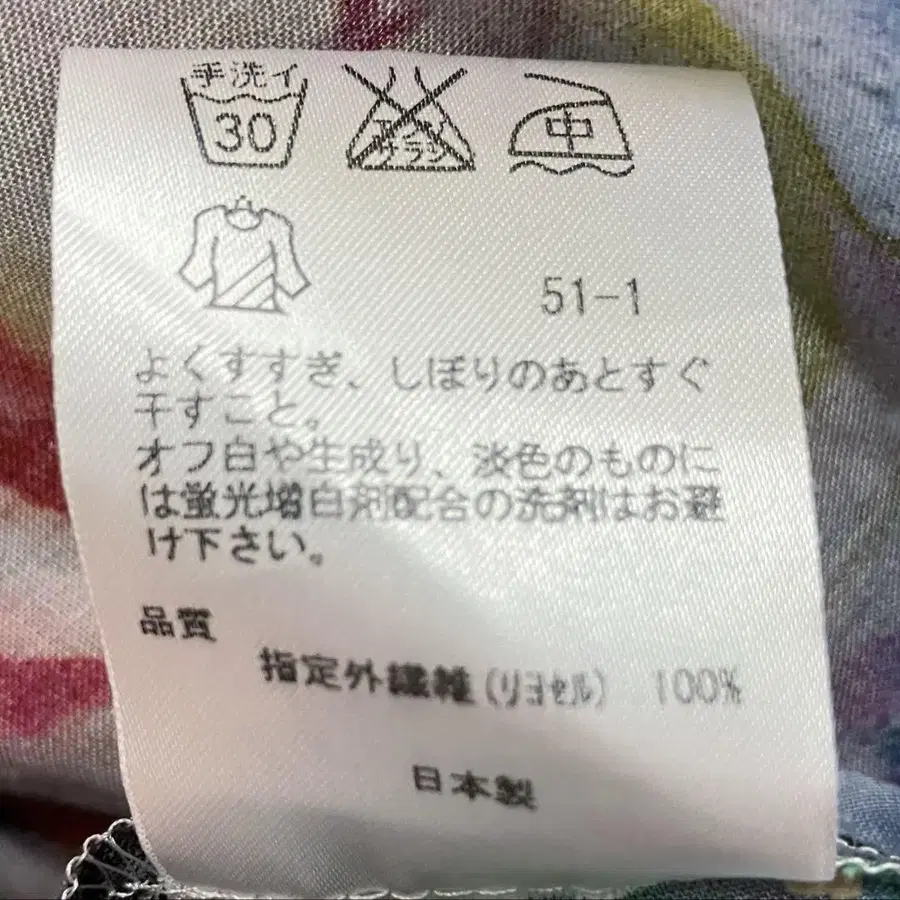 手洗イ
30
エンソ
サラシ
中
51-1
よくすすぎ、しぼりのあとすぐ
干すこと。
オフ白や生成り、淡色のものに
は蛍光増白剤配合の洗剤はお避
け下さい。
品質
指定外繊維(リヨセル) 100%
日本製